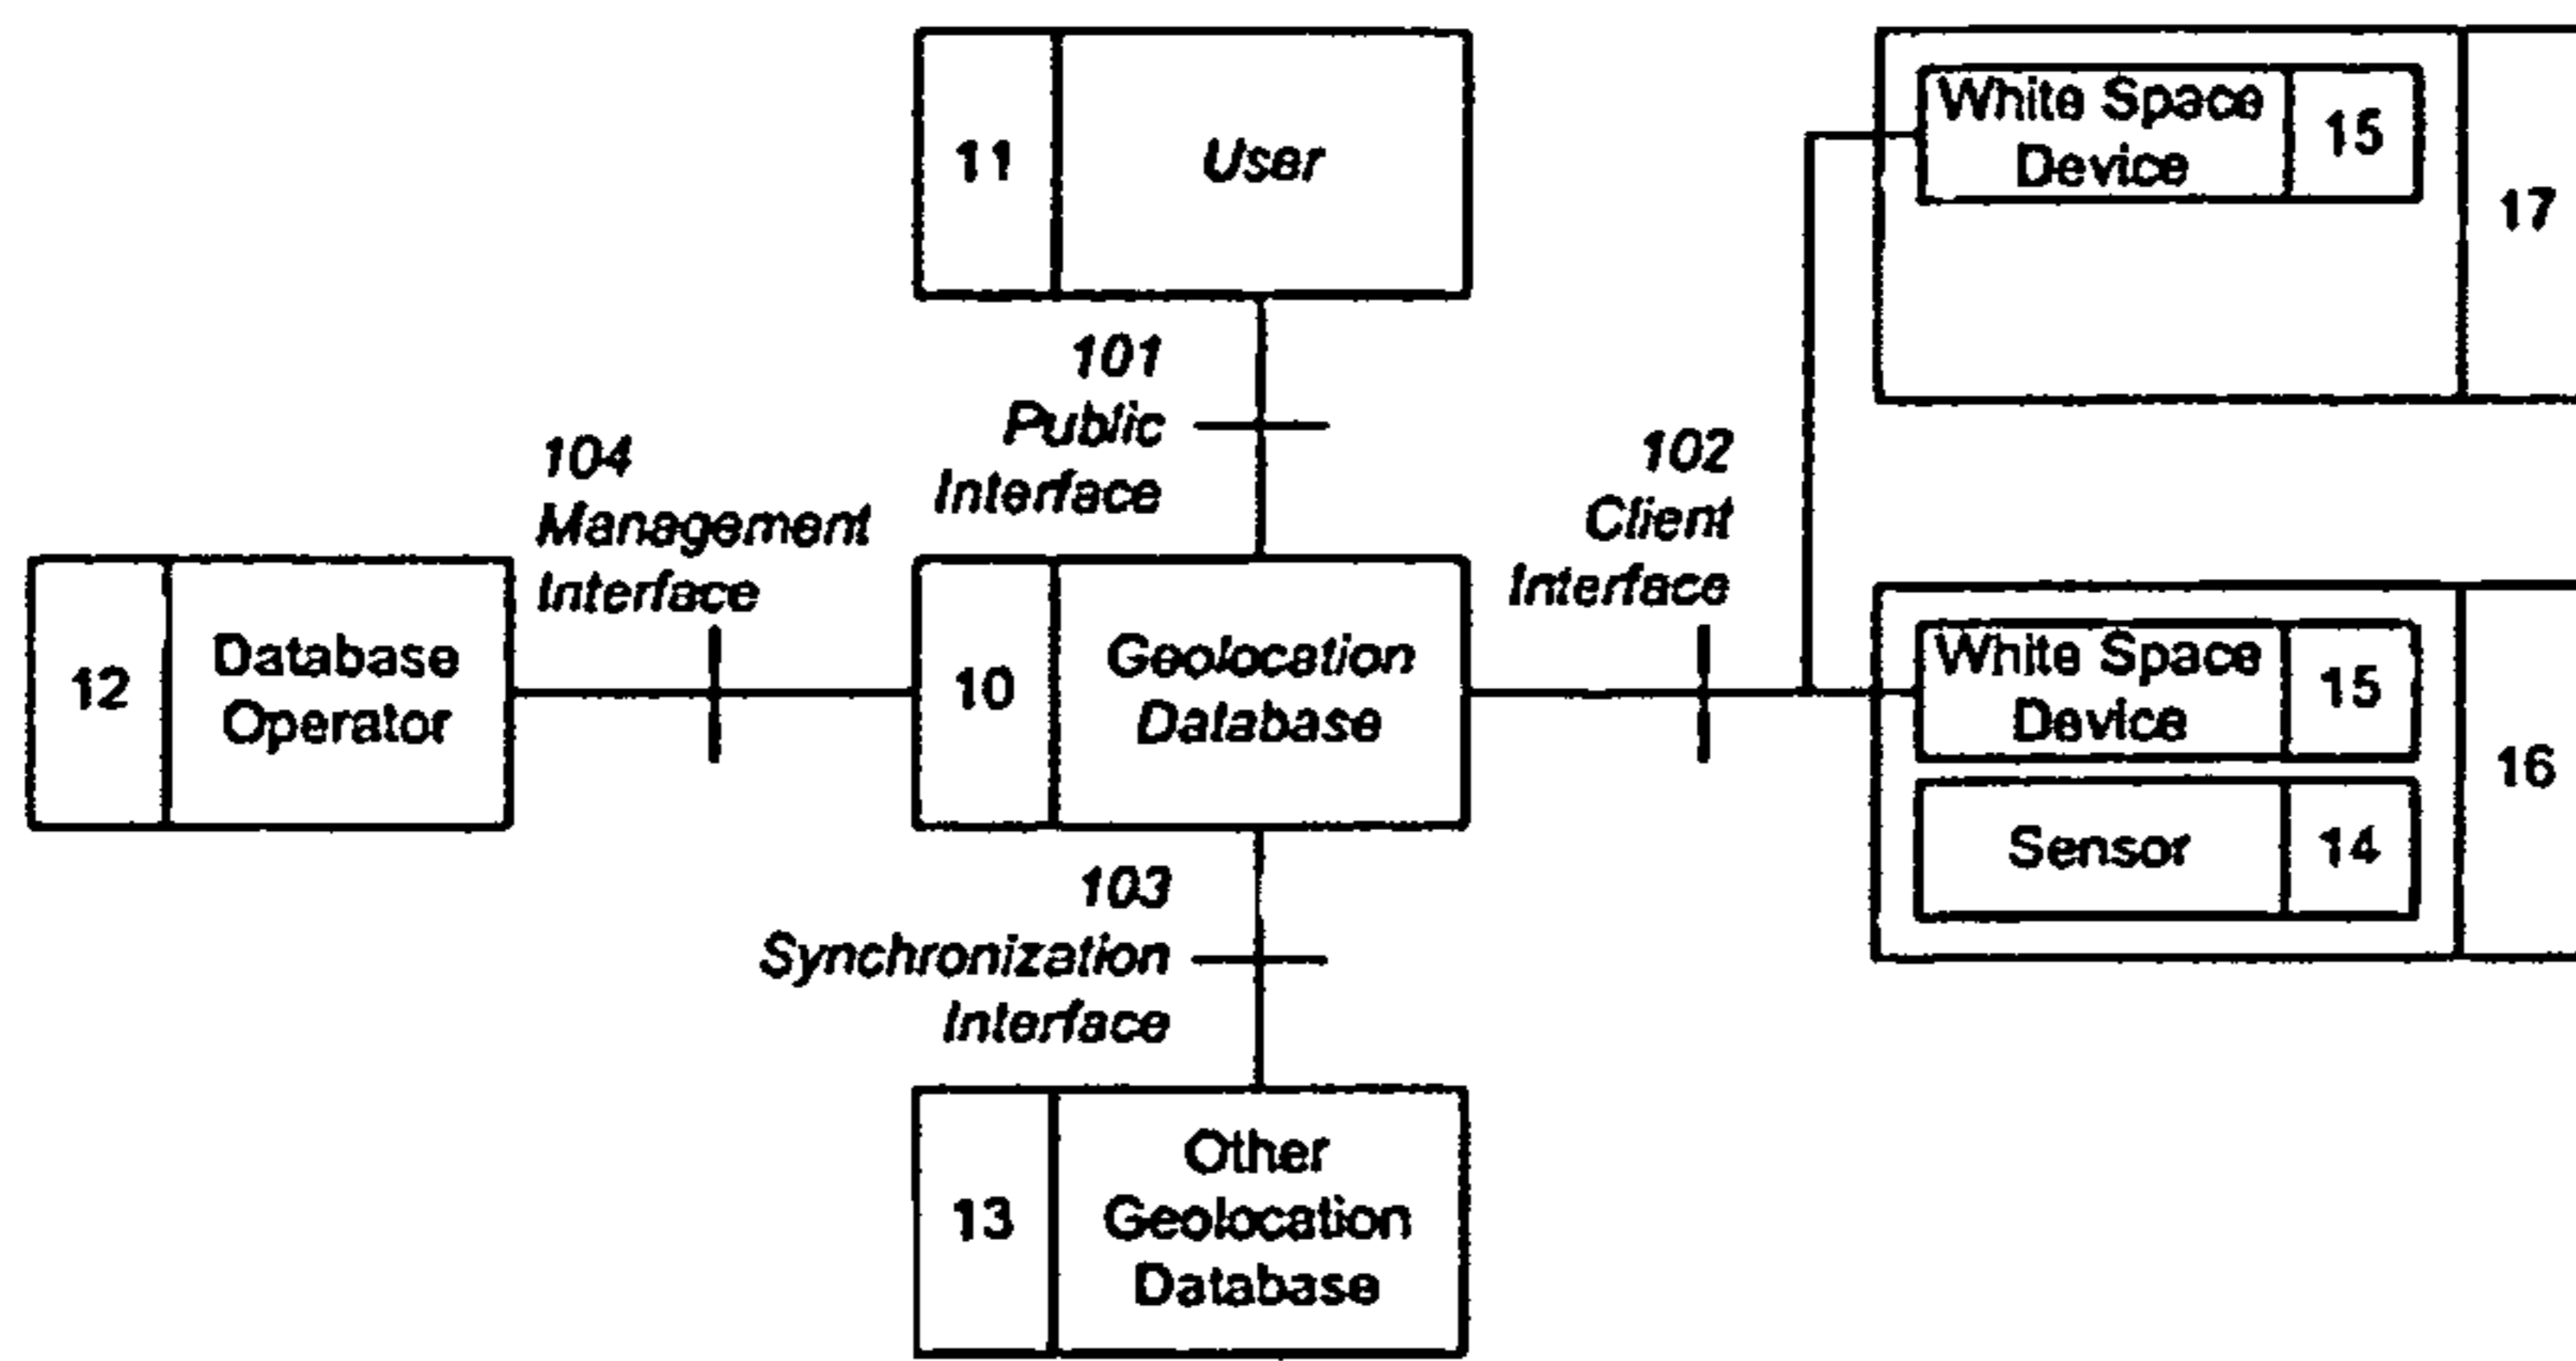 11
User
White Space
Device
15
17
101
Public
Interface
104
Management
Interface
102
Client
Interface
12
Database
Operator
10
Geolocation
Database
White Space
Device
15
Sensor
14
16
103
Synchronization
Interface
13
Other
Geolocation
Database